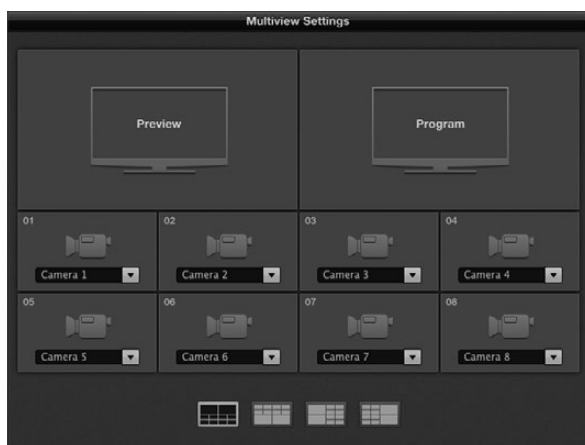 Multiview Settings
Preview
Program
01
02
03
04
Camera 1
Camera 2
Camera 3
Camera 4
05
06
07
08
Camera 5
Camera 6
Camera 7
Camera 8